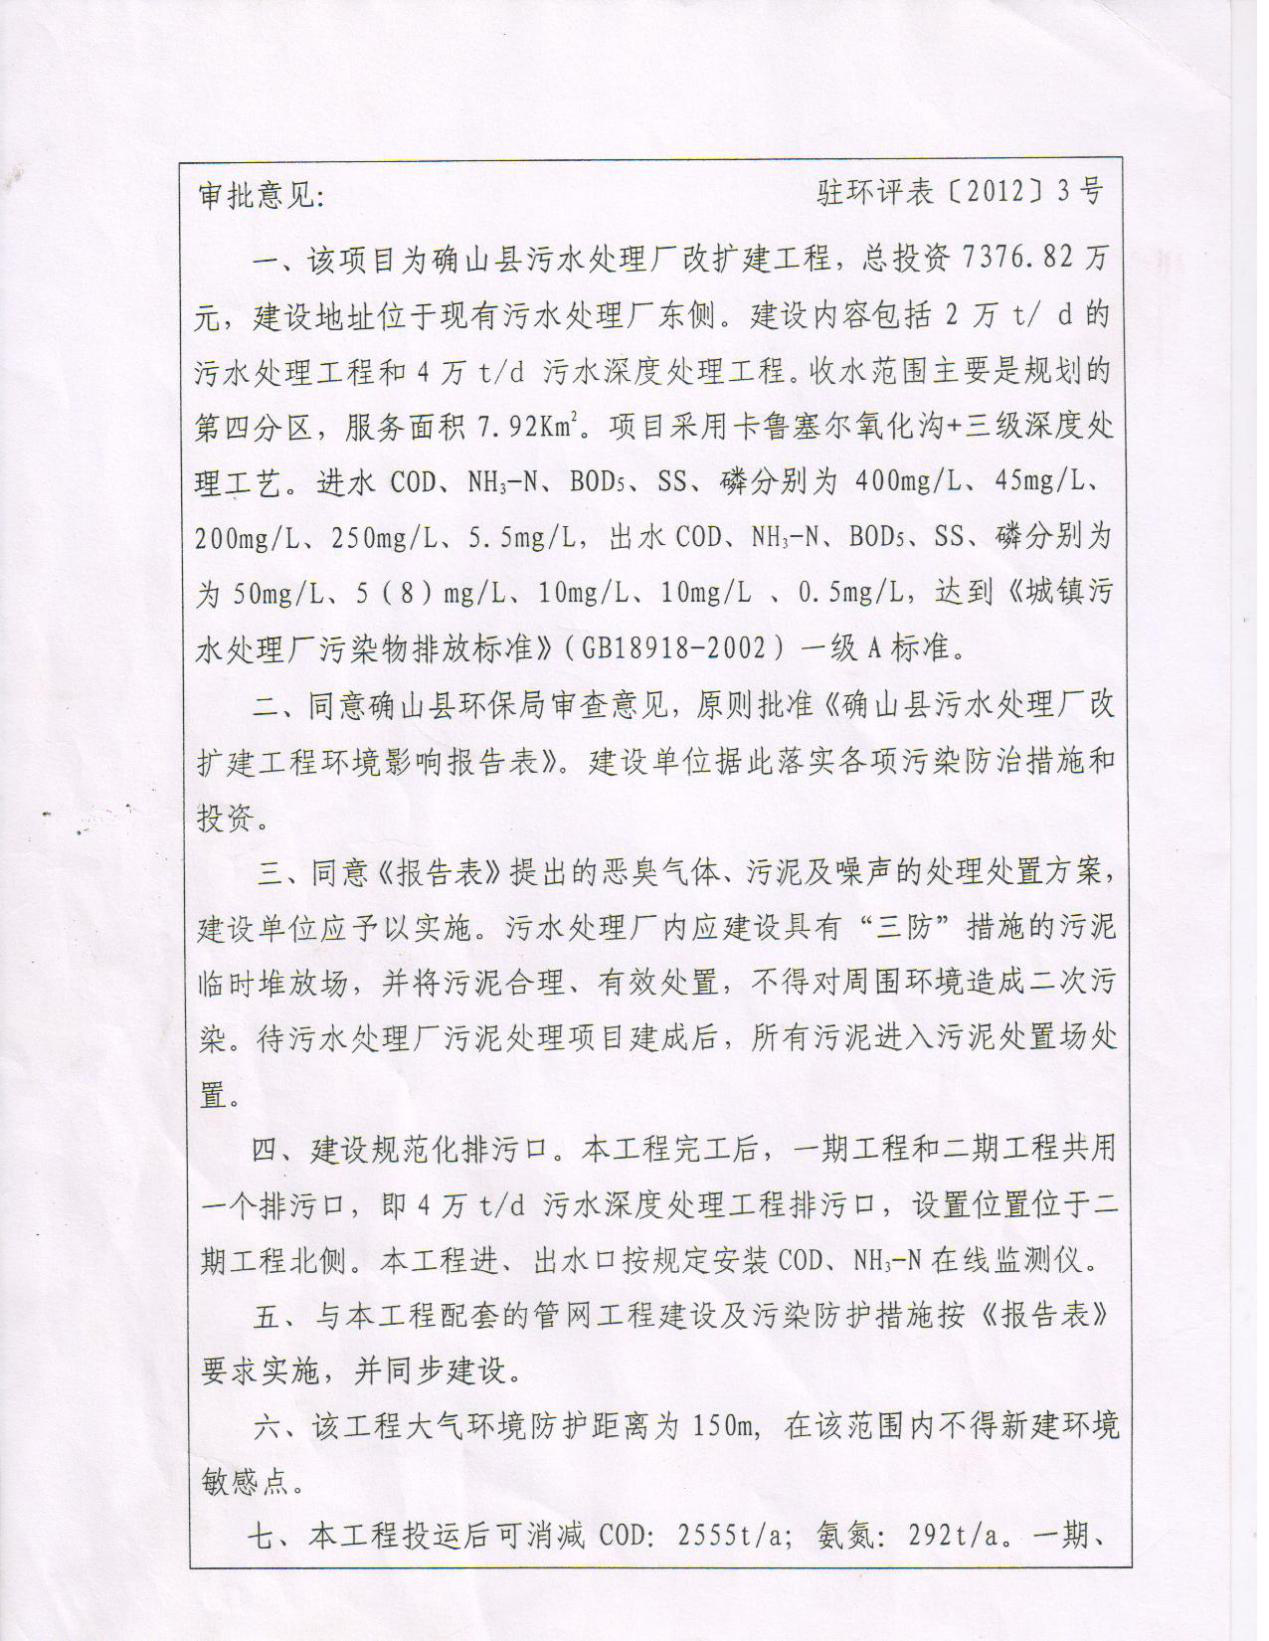 审批意见： 驻环评表〔2012〕3号
一、该项目为确山县污水处理厂改扩建工程，总投资7376.82万
元，建设地址位于现有污水处理厂东侧。建设内容包括2万t/ d的
污水处理工程和4万t/d 污水深度处理工程。收水范围主要是规划的
第四分区，服务面积7.92Km²。项目采用卡鲁塞尔氧化沟+三级深度处
理工艺。进水 COD、NH₃-N、BOD₅、SS、磷分别为 400mg/L、45mg/L、
200mg/L、250mg/L、5.5mg/L，出水COD、NH₃-N、BOD₅、SS、磷分别为
为50mg/L、5（8）mg/L、10mg/L、10mg/L 、0.5mg/L，达到《城镇污
水处理厂污染物排放标准》（GB18918-2002）一级A标准。
二、同意确山县环保局审查意见，原则批准《确山县污水处理厂改
扩建工程环境影响报告表》。建设单位据此落实各项污染防治措施和
投资。
三、同意《报告表》提出的恶臭气体、污泥及噪声的处理处置方案，
建设单位应予以实施。污水处理厂内应建设具有“三防”措施的污泥
临时堆放场，并将污泥合理、有效处置，不得对周围环境造成二次污
染。待污水处理厂污泥处理项目建成后，所有污泥进入污泥处置场处
置。
四、建设规范化排污口。本工程完工后，一期工程和二期工程共用
一个排污口，即4万t/d 污水深度处理工程排污口，设置位置位于二
期工程北侧。本工程进、出水口按规定安装COD、NH₃-N在线监测仪。
五、与本工程配套的管网工程建设及污染防护措施按《报告表》
要求实施，并同步建设。
六、该工程大气环境防护距离为150m，在该范围内不得新建环境
敏感点。
七、本工程投运后可消减COD：2555t/a；氨氮：292t/a。一期、